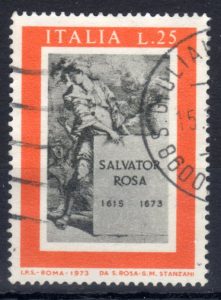 ITALIA L.25
SALVATOR
ROSA
1615 1673
I.P.S.-ROMA-1973 DA S.ROSA-G.M.STANZANI